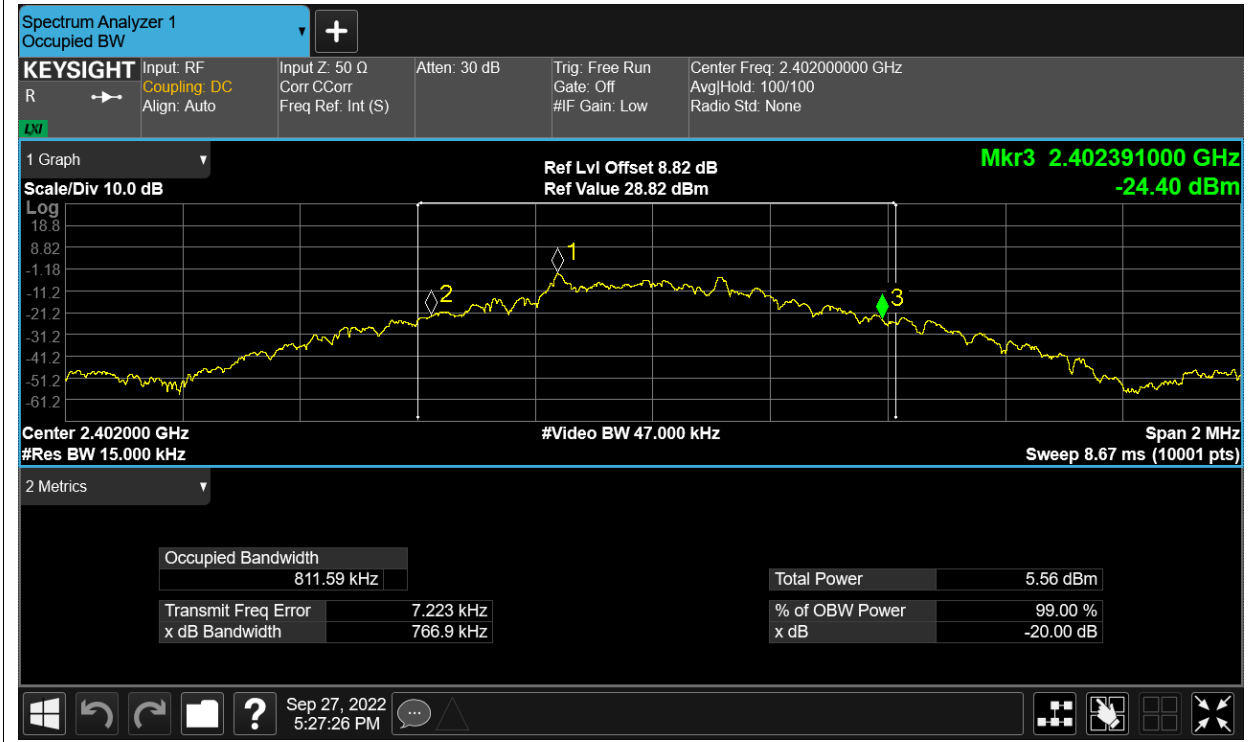 Spectrum Analyzer 1
Occupied BW
KEYSIGHT
R
LXI
Input: RF
Coupling: DC
Align: Auto
Input Z: 50 Ω
Corr CCorr
Freq Ref: Int (S)
Atten: 30 dB
Trig: Free Run
Gate: Off
#IF Gain: Low
Center Freq: 2.402000000 GHz
Avg|Hold: 100/100
Radio Std: None
1 Graph
Scale/Div 10.0 dB
Ref Lvl Offset 8.82 dB
Ref Value 28.82 dBm
Mkr3 2.402391000 GHz
-24.40 dBm
Log
18.8
8.82
-1.18
-11.2
-21.2
-31.2
-41.2
-51.2
-61.2
1
2
3
Center 2.402000 GHz
#Res BW 15.000 kHz
#Video BW 47.000 kHz
Span 2 MHz
Sweep 8.67 ms (10001 pts)
2 Metrics
Occupied Bandwidth
811.59 kHz
Transmit Freq Error 7.223 kHz
x dB Bandwidth 766.9 kHz
Total Power 5.56 dBm
% of OBW Power 99.00 %
x dB -20.00 dB
?
Sep 27, 2022
5:27:26 PM